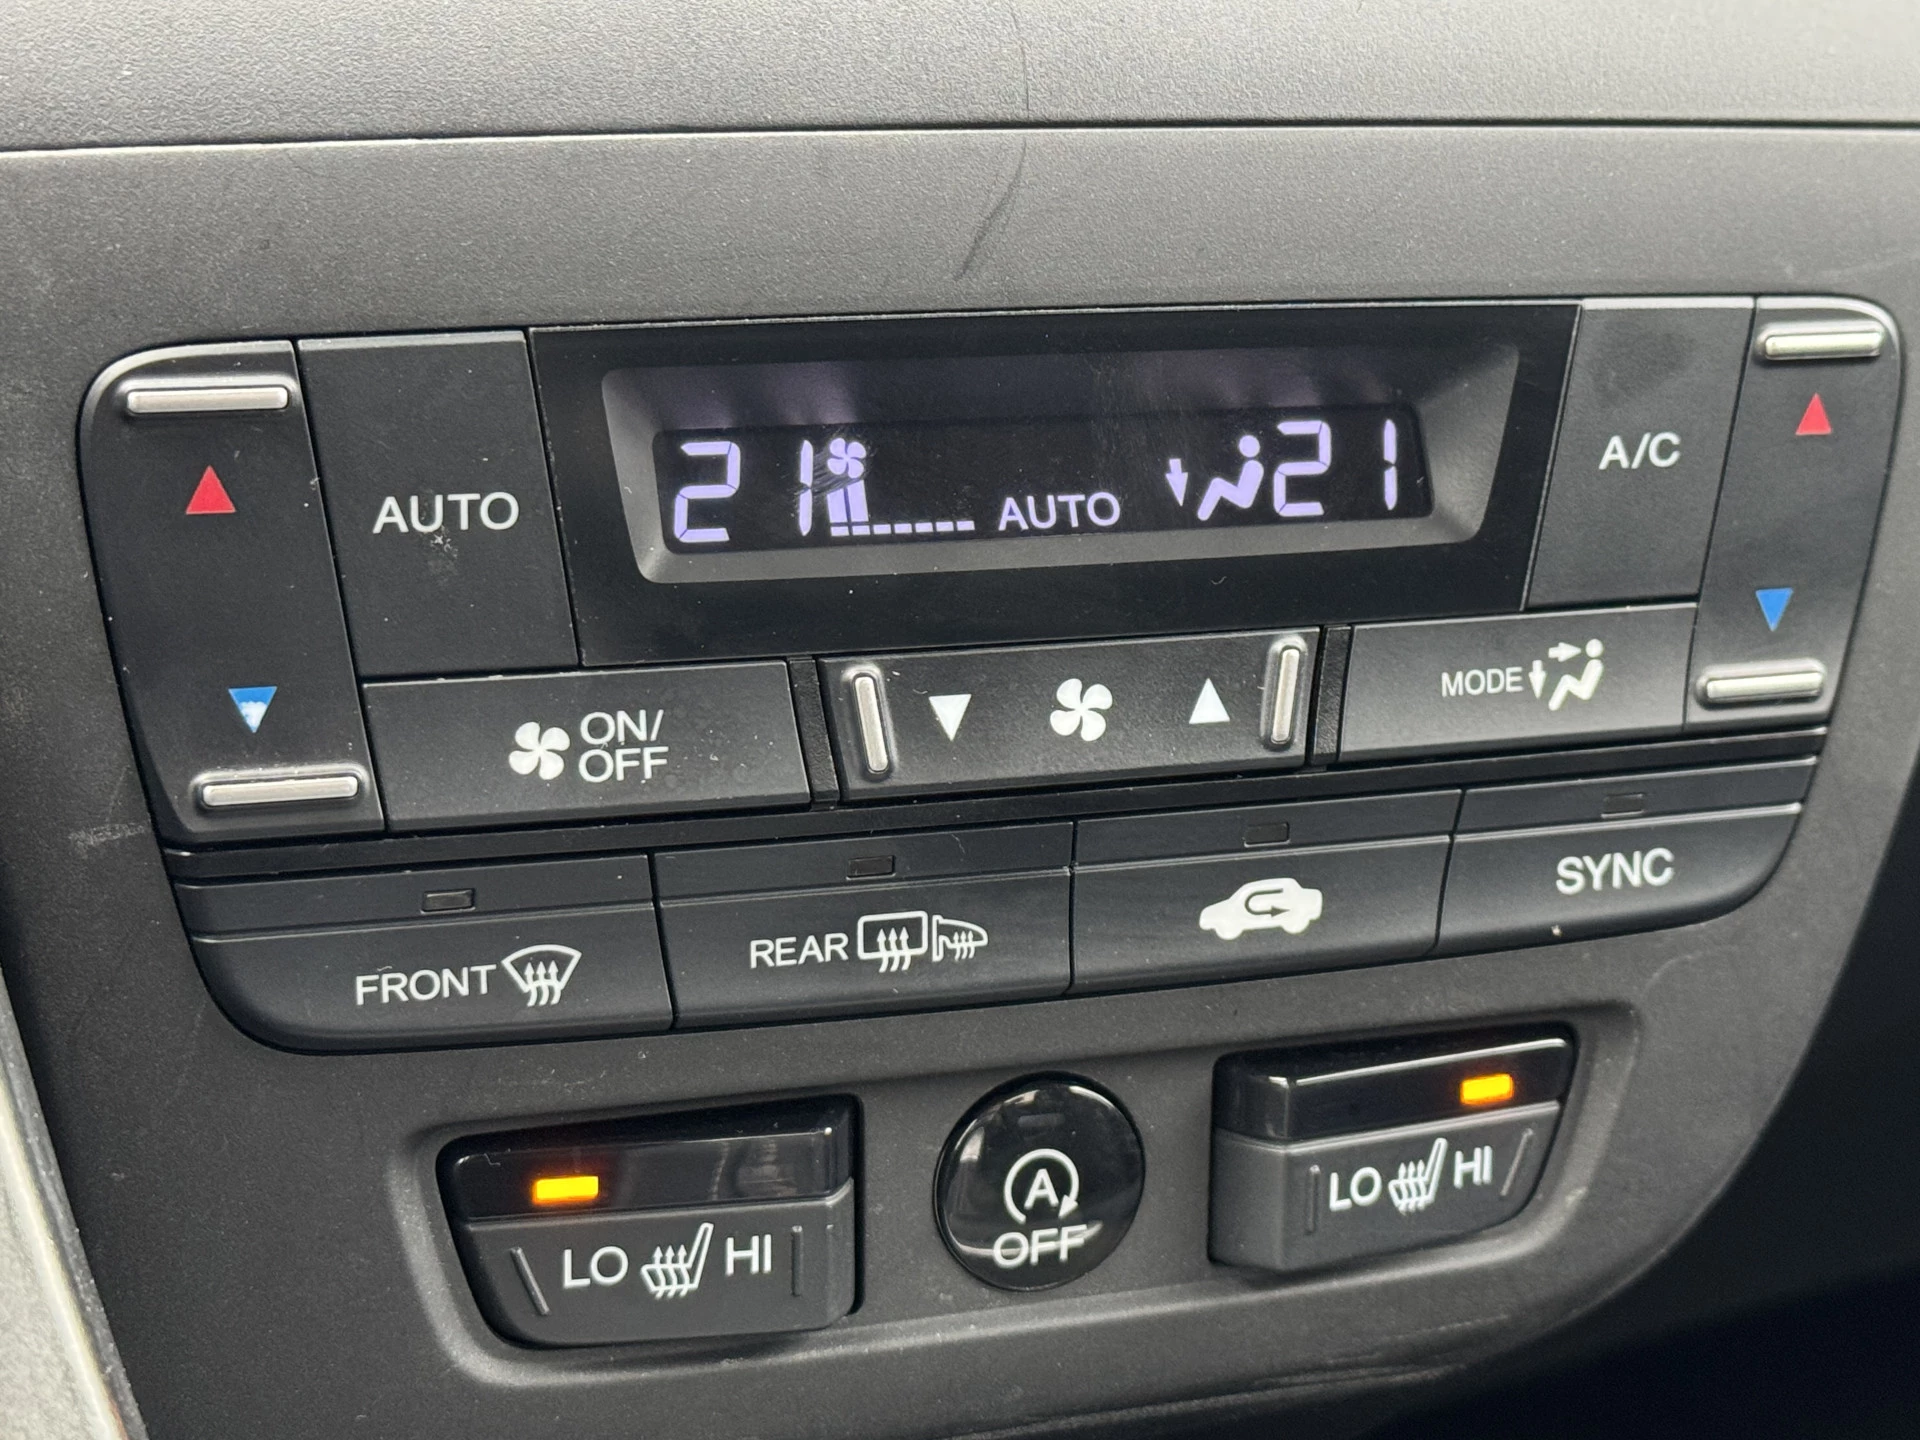 AUTO
21 AUTO 21
A/C
ON/
OFF
MODE
FRONT
REAR
SYNC
LO HI
A
OFF
LO HI